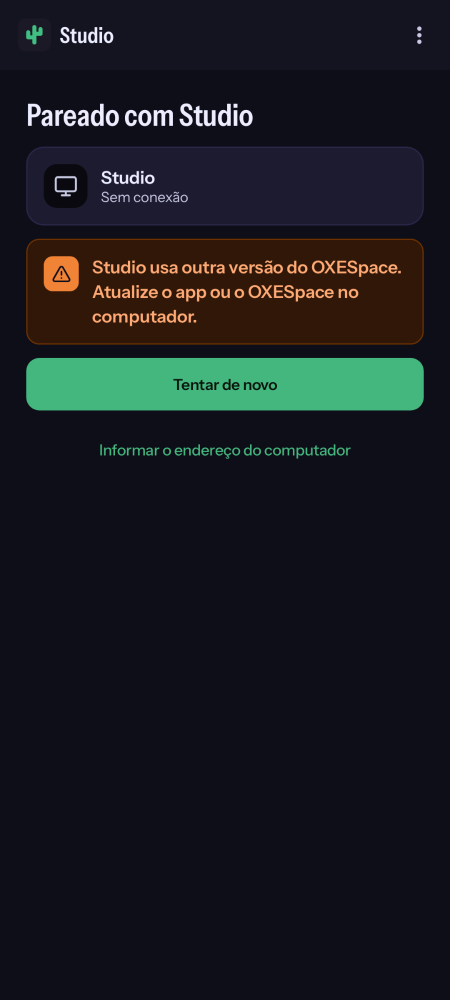 Studio
Pareado com Studio
Studio
Sem conexão
Studio usa outra versão do OXESpace.
Atualize o app ou o OXESpace no
computador.
Tentar de novo
Informar o endereço do computador